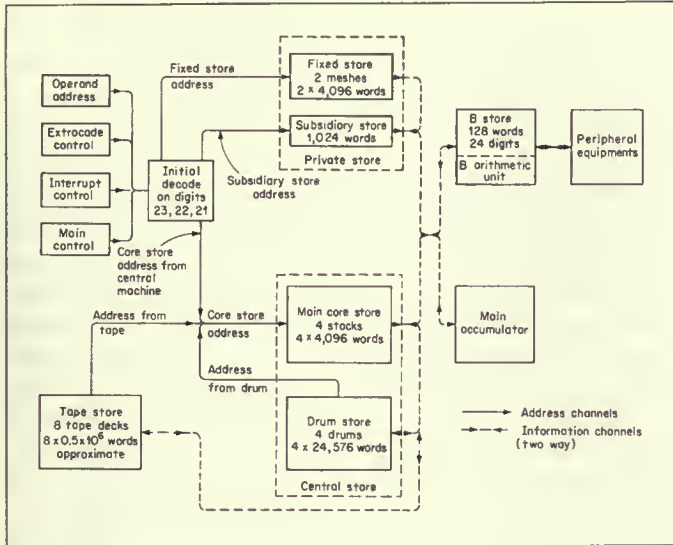 Operand
address
Extrocade
control
Interrupt
control
Main
control
Initial
decode
on digits
23, 22, 21
Fixed store
address
Subsidiary store
address
Core store
address from
central
machine
Fixed store
2 meshes
2 x 4,096 words
Subsidiary store
1,024 words
Private store
B store
128 words
24 digits
B arithmetic
unit
Peripheral
equipments
Address from
tape
Core store
address
Address
from drum
Main core store
4 stacks
4 x 4,096 words
Main
accumulator
Tape store
8 tape decks
8 x 0.5 x 10⁶ words
approximate
Drum store
4 drums
4 x 24,576 words
Central store
Address channels
Information channels
(two way)